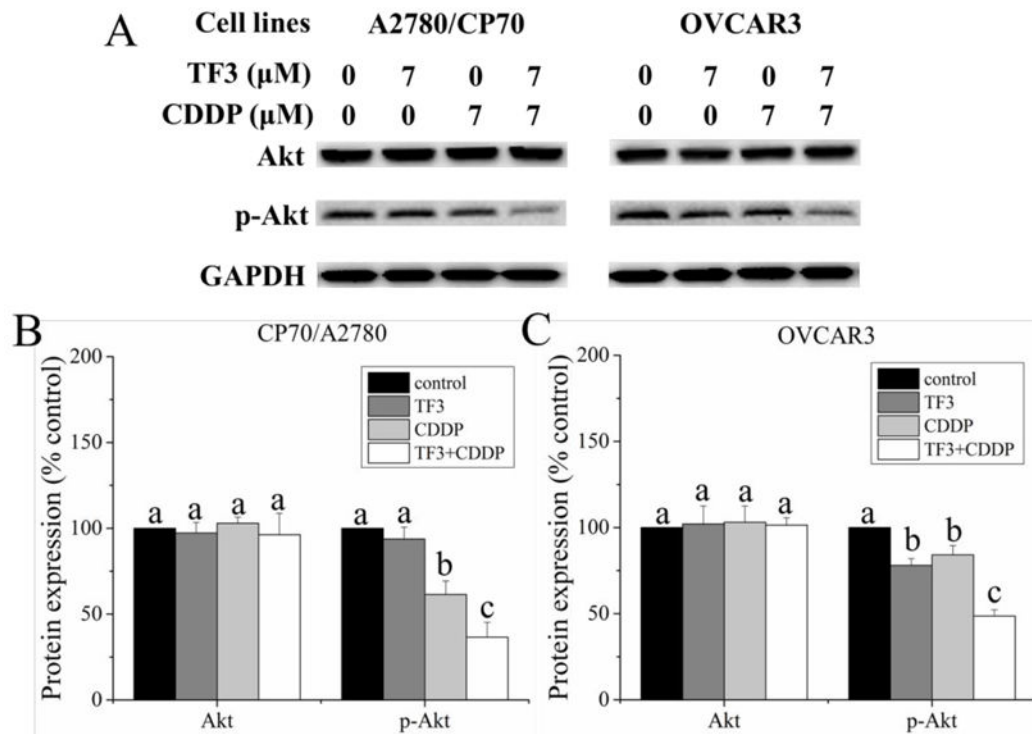 A
Cell lines A2780/CP70 OVCAR3
TF3 (μM) 0 7 0 7 0 7 0 7
CDDP (μM) 0 0 7 7 0 0 7 7
Akt
p-Akt
GAPDH
B
CP70/A2780
Protein expression (% control)
200
150
100
50
0
control
TF3
CDDP
TF3+CDDP
a a a a
a a b c
Akt p-Akt
C
OVCAR3
Protein expression (% control)
200
150
100
50
0
control
TF3
CDDP
TF3+CDDP
a a a a
a b b c
Akt p-Akt